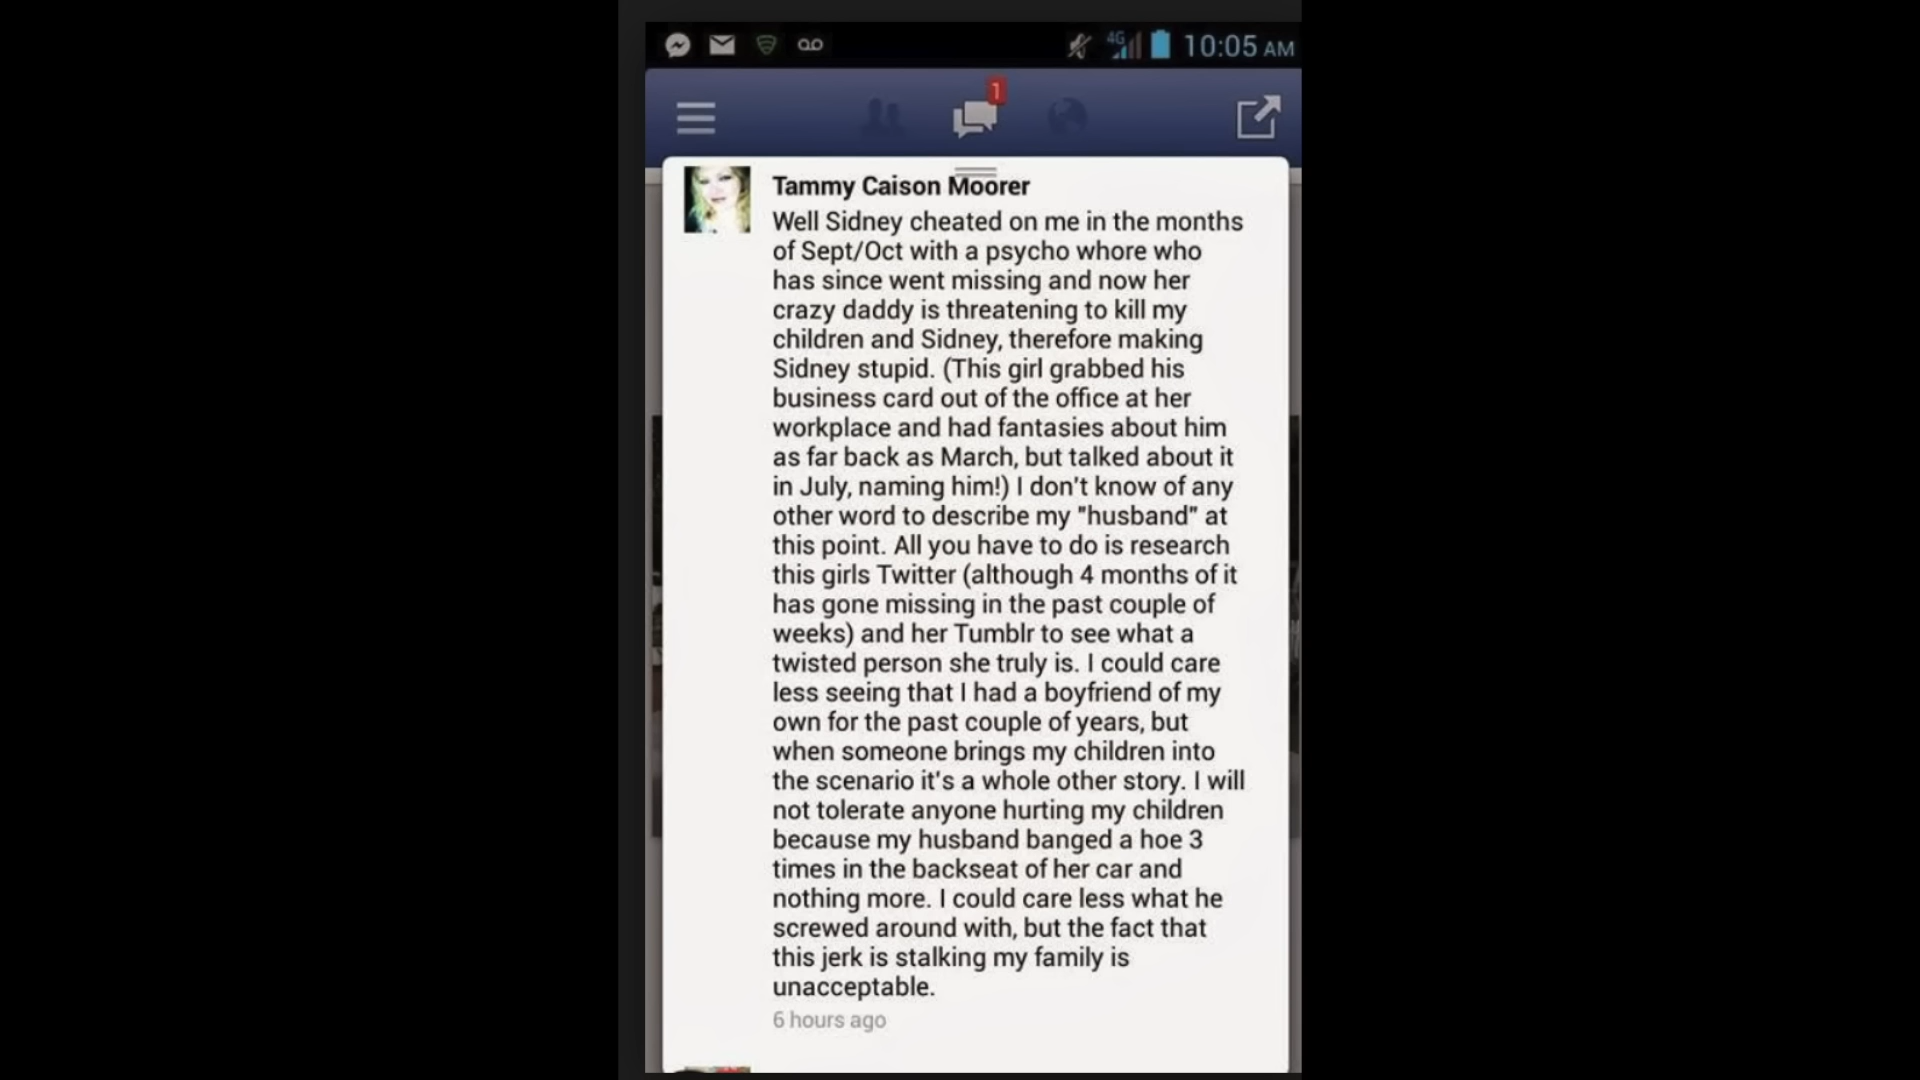 4G 10:05 AM
1
Tammy Caison Moorer
Well Sidney cheated on me in the months
of Sept/Oct with a psycho whore who
has since went missing and now her
crazy daddy is threatening to kill my
children and Sidney, therefore making
Sidney stupid. (This girl grabbed his
business card out of the office at her
workplace and had fantasies about him
as far back as March, but talked about it
in July, naming him!) I don't know of any
other word to describe my "husband" at
this point. All you have to do is research
this girls Twitter (although 4 months of it
has gone missing in the past couple of
weeks) and her Tumblr to see what a
twisted person she truly is. I could care
less seeing that I had a boyfriend of my
own for the past couple of years, but
when someone brings my children into
the scenario it's a whole other story. I will
not tolerate anyone hurting my children
because my husband banged a hoe 3
times in the backseat of her car and
nothing more. I could care less what he
screwed around with, but the fact that
this jerk is stalking my family is
unacceptable.
6 hours ago